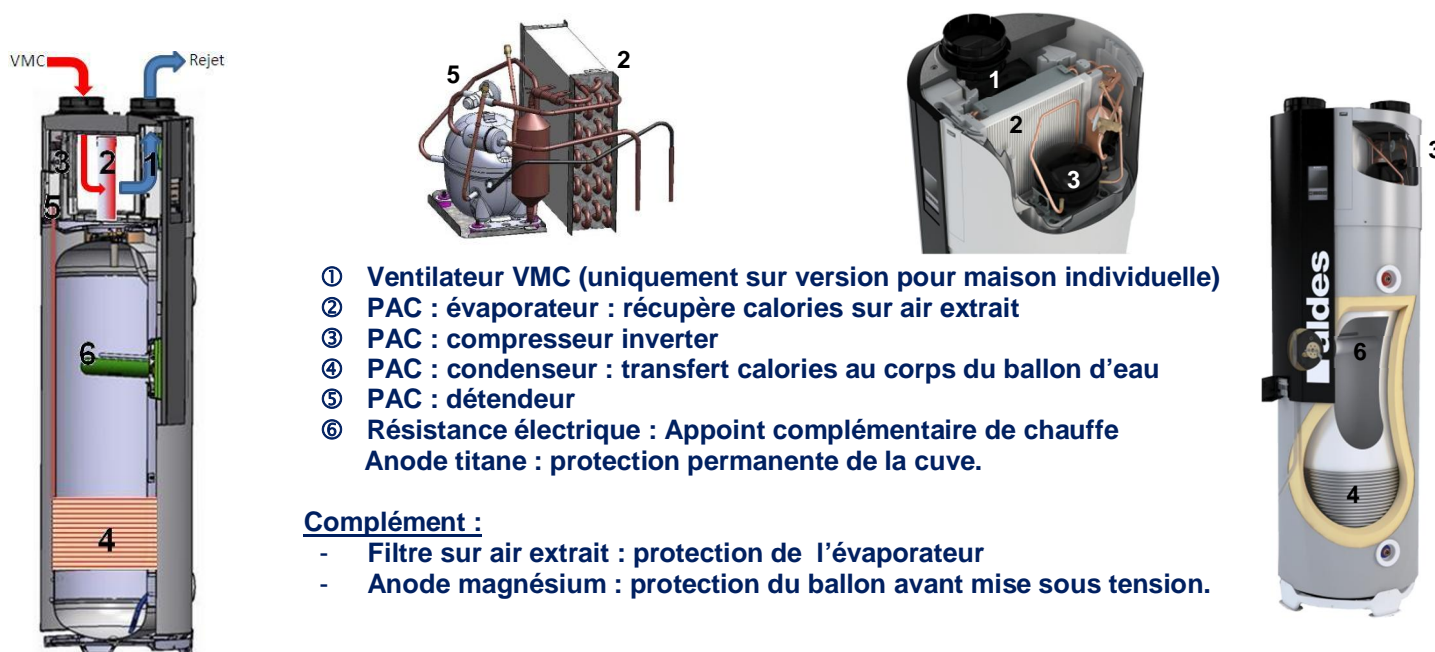 VMC
Rejet
3
2
1
5
6
4
5
2
1
2
3
3
aldes
6
4
① Ventilateur VMC (uniquement sur version pour maison individuelle)
② PAC : évaporateur : récupère calories sur air extrait
③ PAC : compresseur inverter
④ PAC : condenseur : transfert calories au corps du ballon d’eau
⑤ PAC : détendeur
⑥ Résistance électrique : Appoint complémentaire de chauffe
Anode titane : protection permanente de la cuve.
Complément :
- Filtre sur air extrait : protection de l’évaporateur
- Anode magnésium : protection du ballon avant mise sous tension.